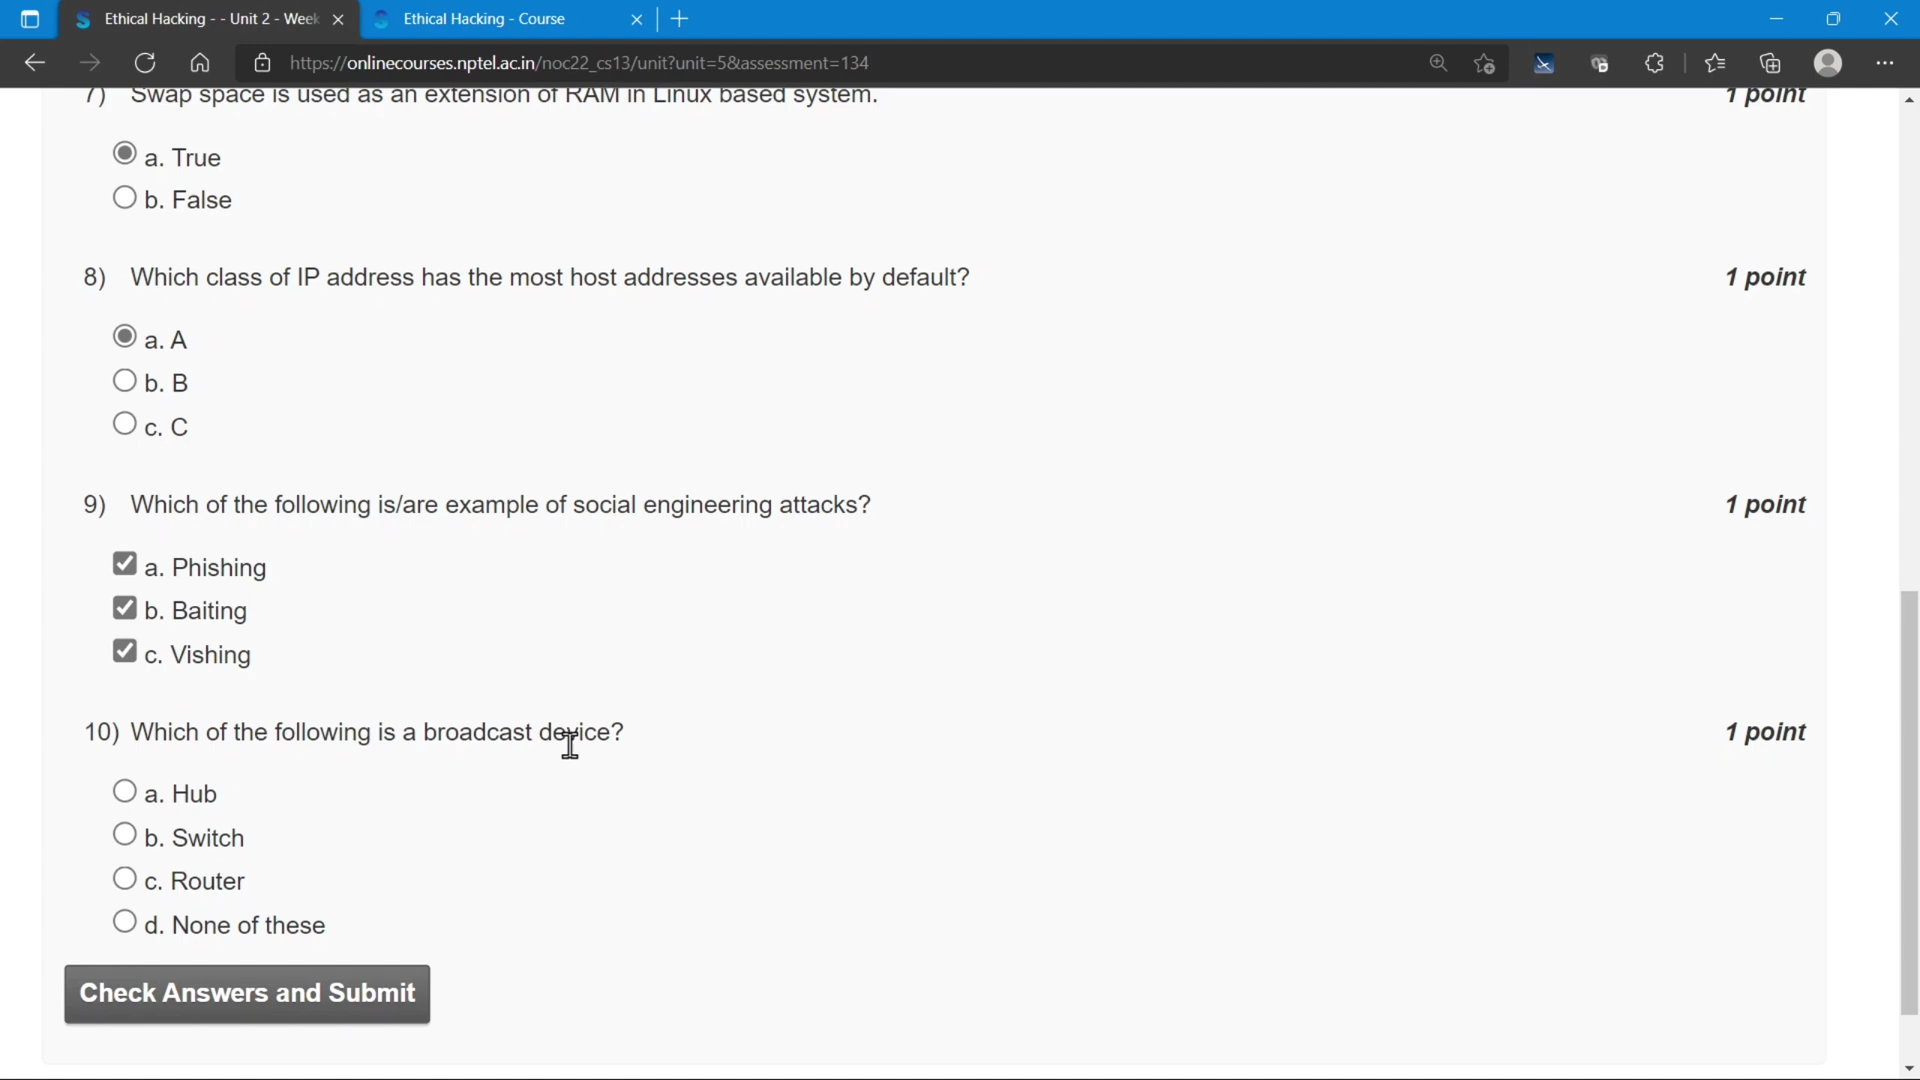 Ethical Hacking - - Unit 2 - Week
Ethical Hacking - Course
https://onlinecourses.nptel.ac.in/noc22_cs13/unit?unit=5&assessment=134
7) Swap space is used as an extension of RAM in Linux based system. 1 point
a. True
b. False
8) Which class of IP address has the most host addresses available by default? 1 point
a. A
b. B
c. C
9) Which of the following is/are example of social engineering attacks? 1 point
a. Phishing
b. Baiting
c. Vishing
10) Which of the following is a broadcast device? 1 point
a. Hub
b. Switch
c. Router
d. None of these
Check Answers and Submit